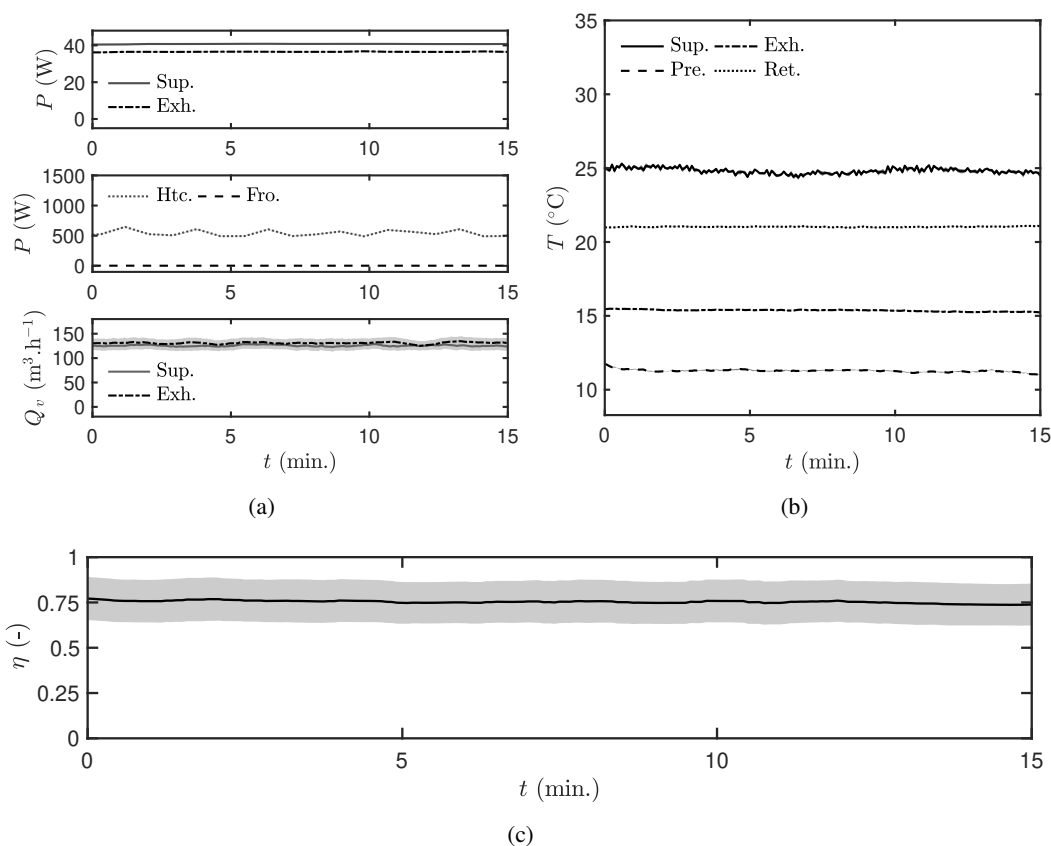 P (W)
40
20
0
Sup.
Exh.
0 5 10 15
P (W)
1500
1000
500
0
Htc. Fro.
0 5 10 15
Q_v (m³.h⁻¹)
150
100
50
0
Sup.
Exh.
0 5 10 15
t (min.)
(a)
T (°C)
35
30
25
20
15
10
Sup. Exh.
Pre. Ret.
0 5 10 15
t (min.)
(b)
η (-)
1
0.75
0.5
0.25
0
0 5 10 15
t (min.)
(c)